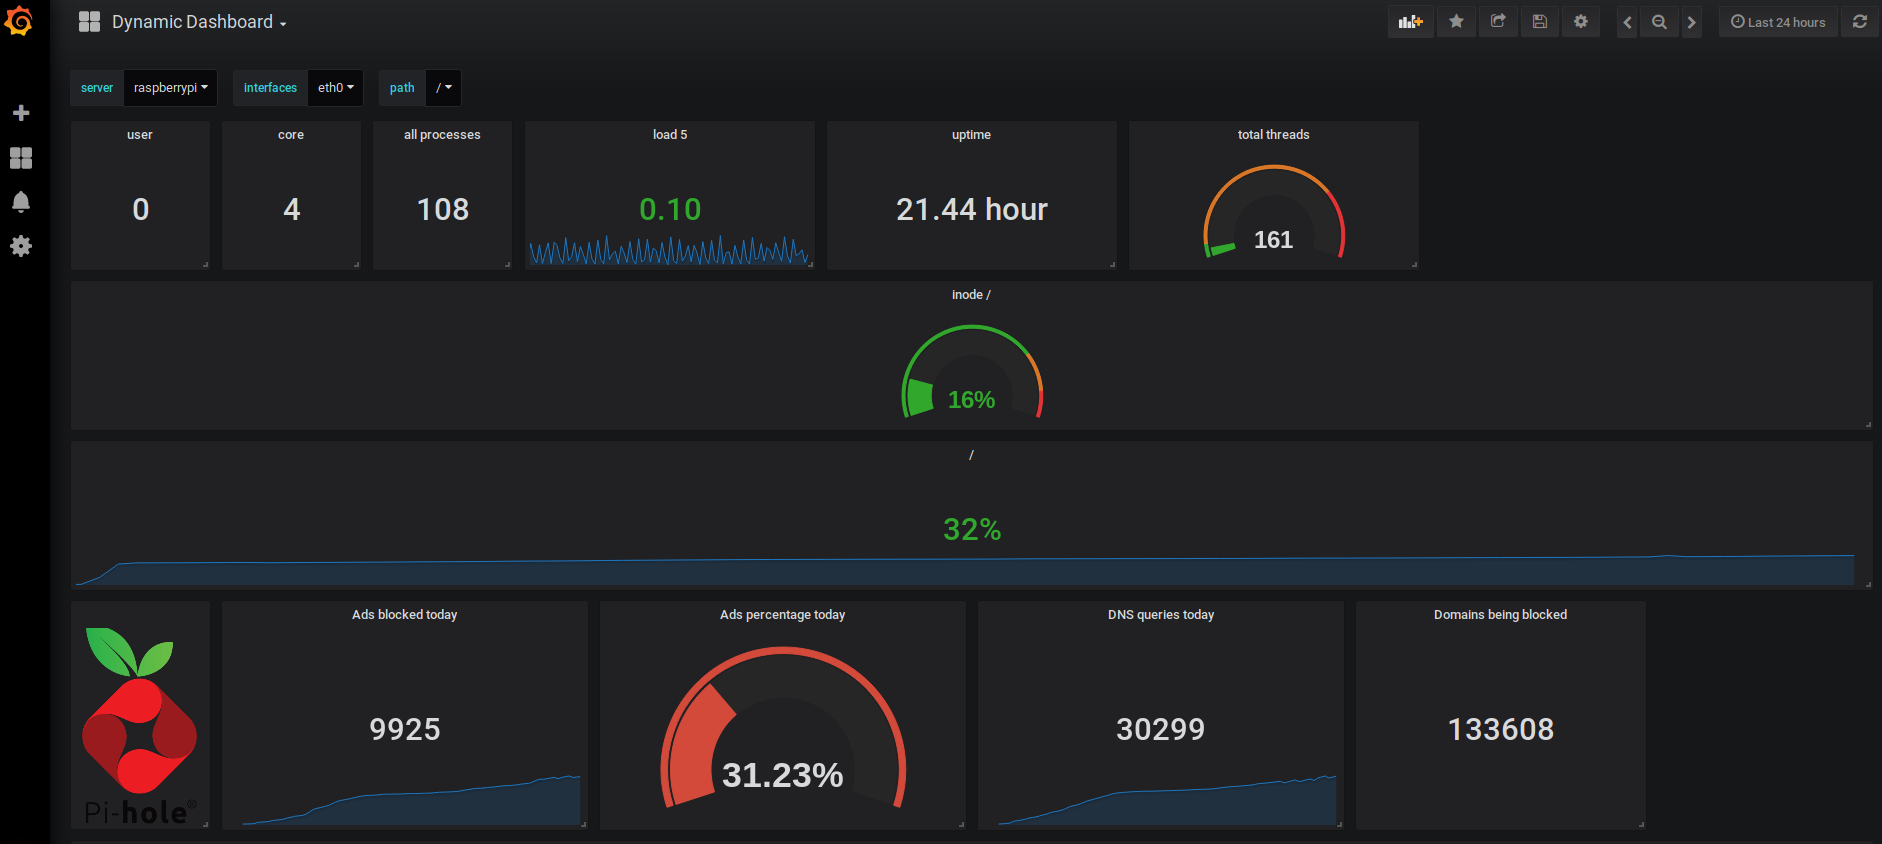 Dynamic Dashboard
Last 24 hours
server raspberrypi interfaces eth0 path /
user core all processes load 5 uptime total threads
0 4 108 0.10 21.44 hour 161
inode /
16%
/
32%
Ads blocked today Ads percentage today DNS queries today Domains being blocked
9925 31.23% 30299 133608
Pi-hole®